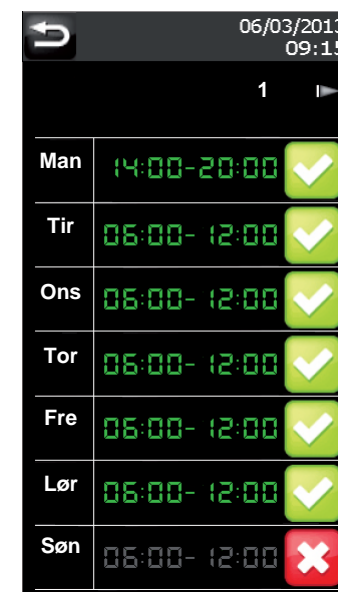 06/03/2013
09:15
1
Man 14:00-20:00
Tir 06:00-12:00
Ons 06:00-12:00
Tor 06:00-12:00
Fre 06:00-12:00
Lør 06:00-12:00
Søn 06:00-12:00